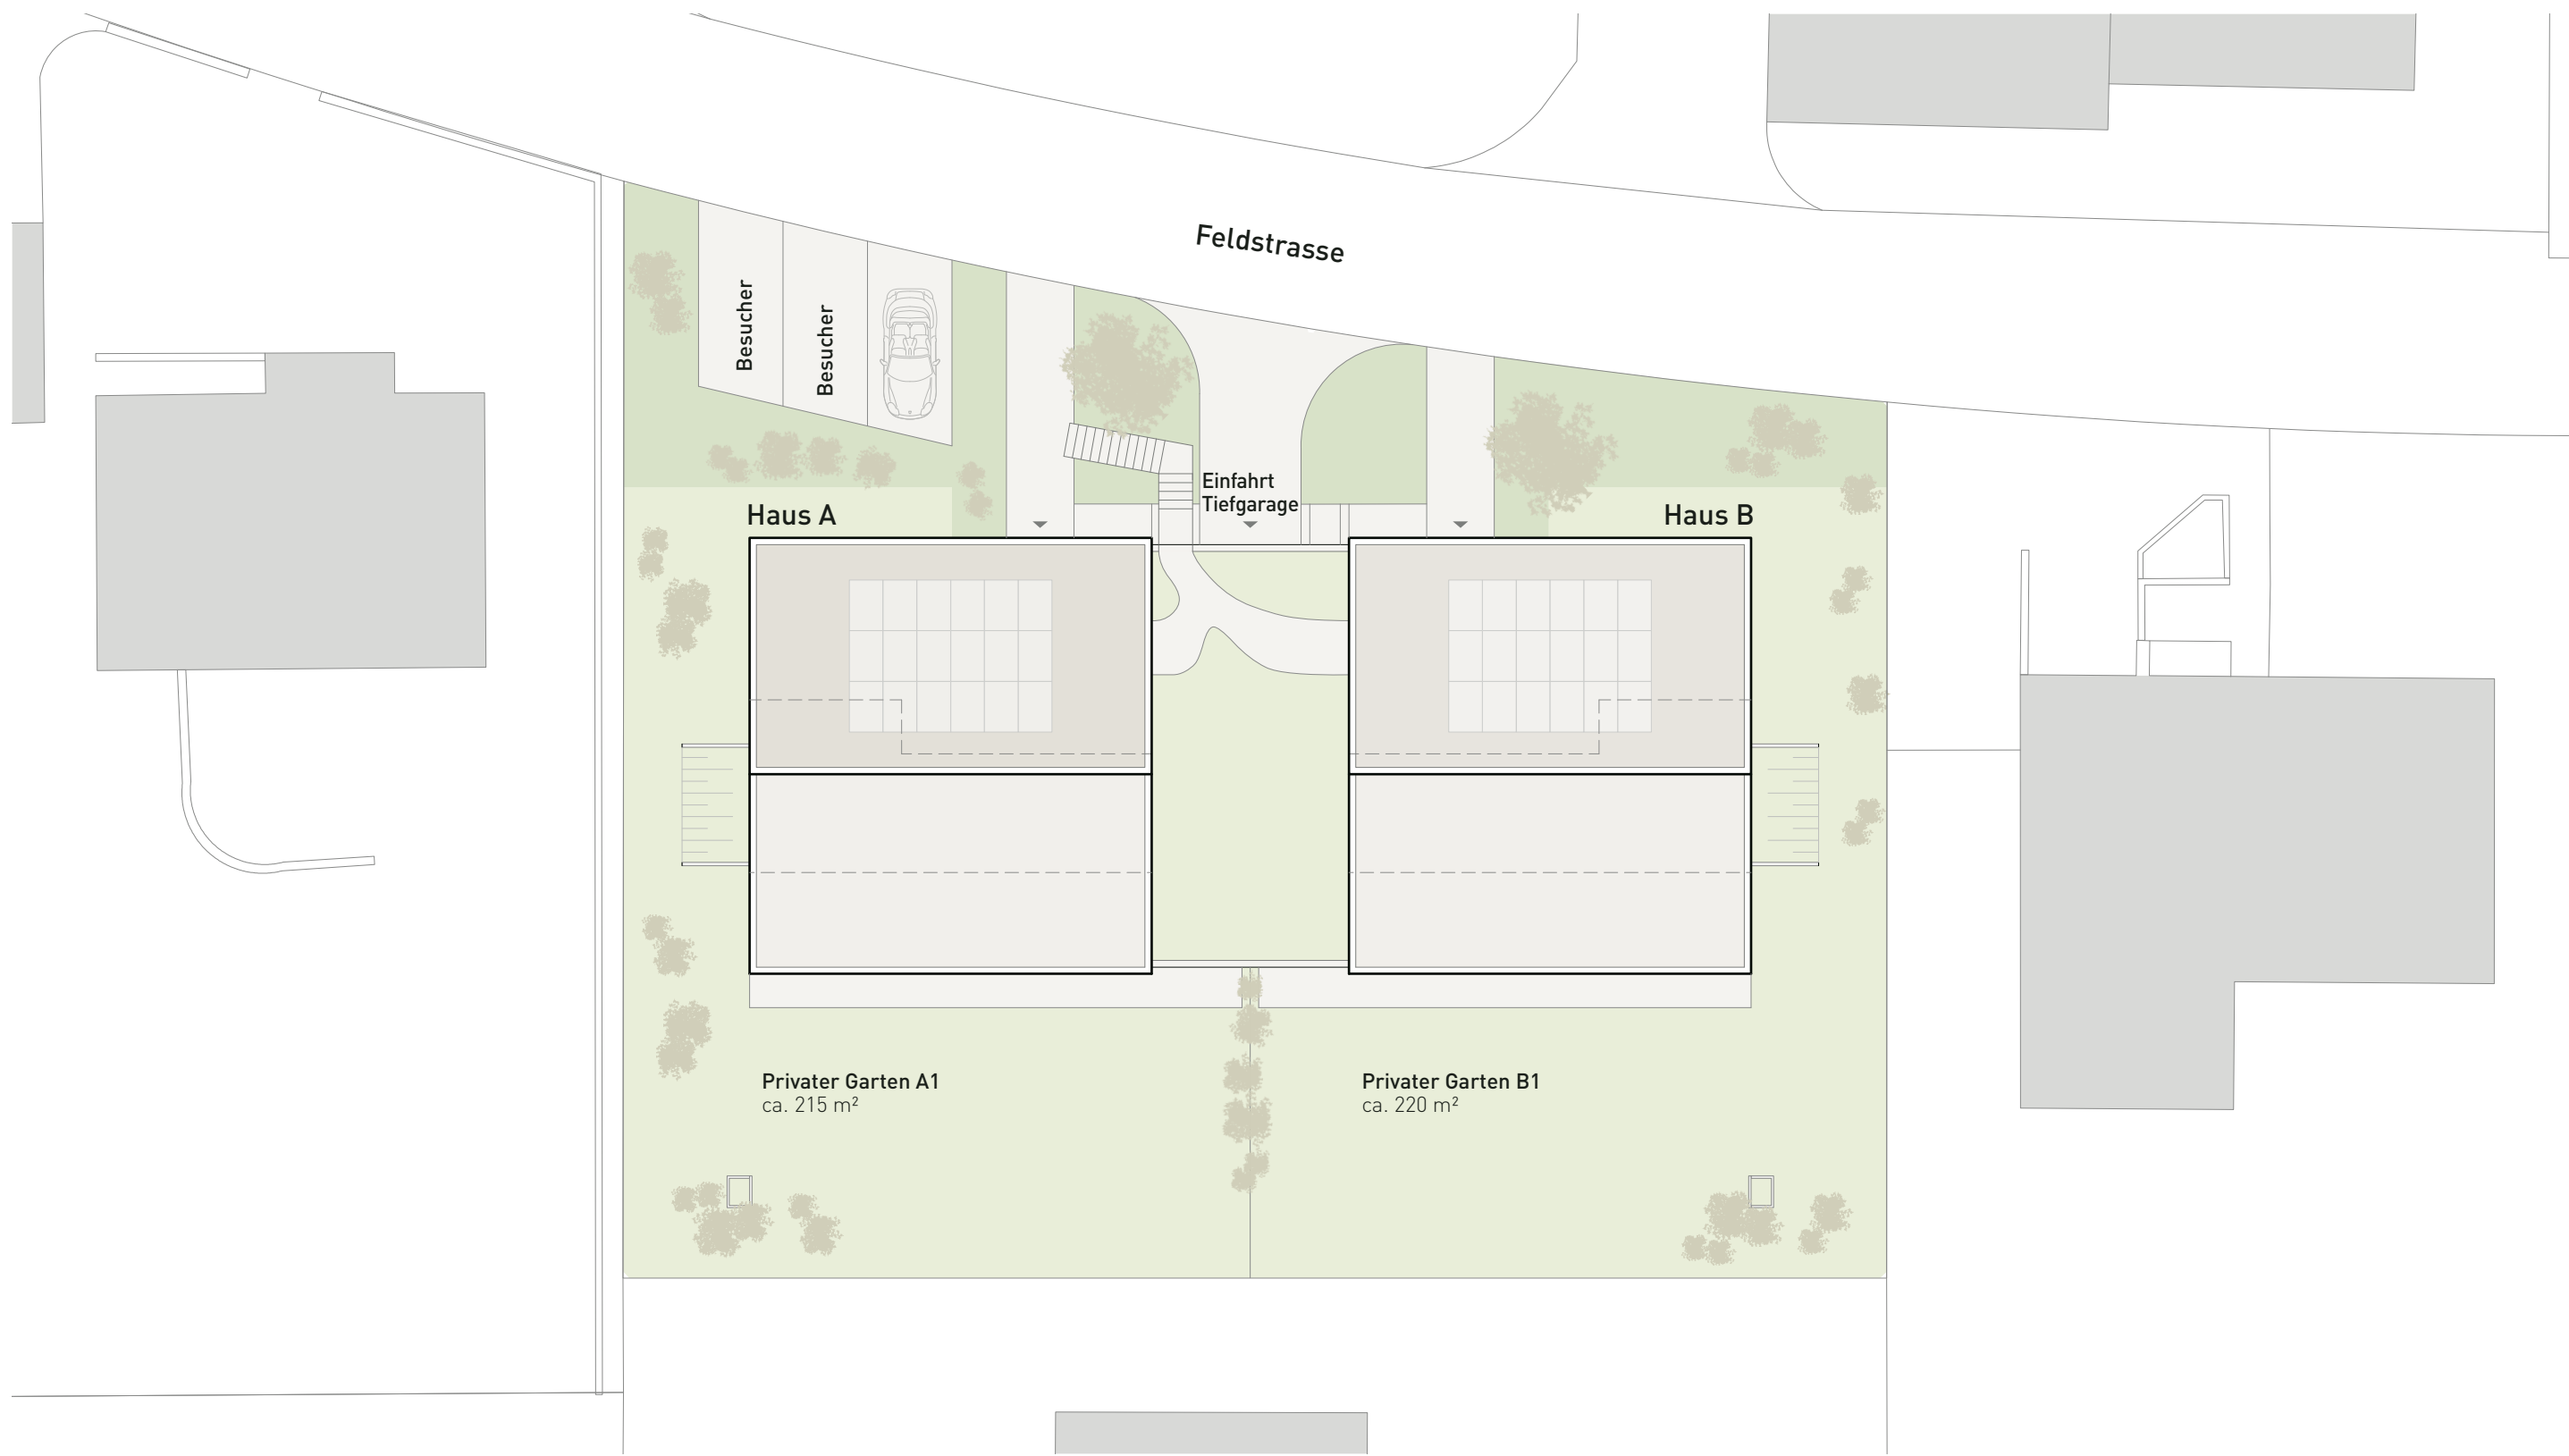 Feldstrasse
Besucher
Besucher
Einfahrt
Tiefgarage
Haus A
Haus B
Privater Garten A1
ca. 215 m²
Privater Garten B1
ca. 220 m²